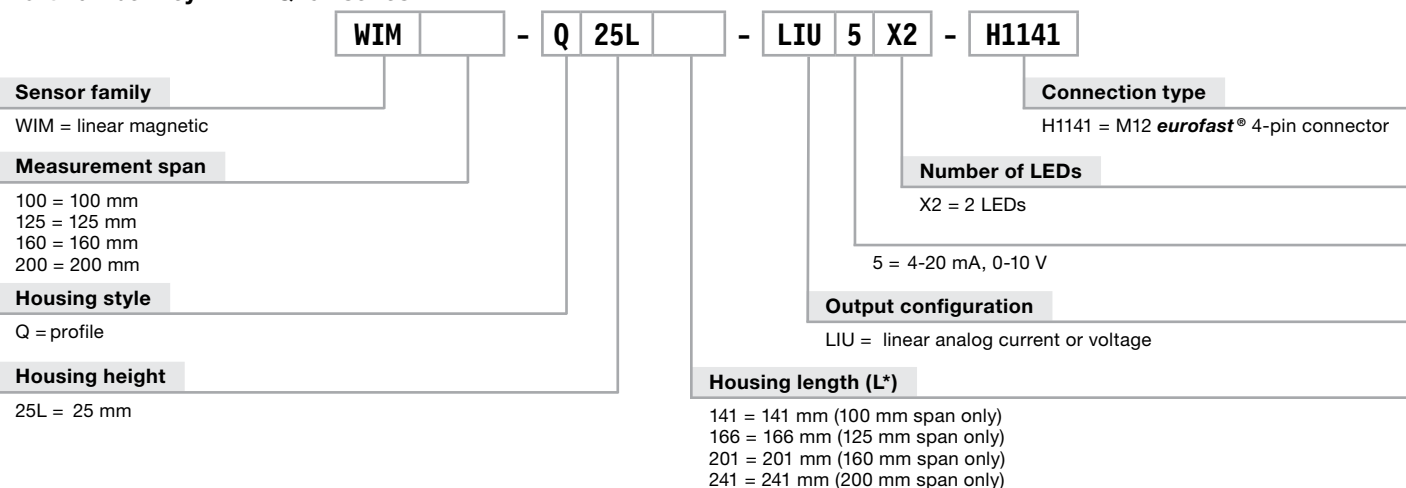 WIM - Q 25L - LIU 5 X2 - H1141
Sensor family
WIM = linear magnetic
Measurement span
100 = 100 mm
125 = 125 mm
160 = 160 mm
200 = 200 mm
Housing style
Q = profile
Housing height
25L = 25 mm
Connection type
H1141 = M12 eurofast® 4-pin connector
Number of LEDs
X2 = 2 LEDs
5 = 4-20 mA, 0-10 V
Output configuration
LIU = linear analog current or voltage
Housing length (L*)
141 = 141 mm (100 mm span only)
166 = 166 mm (125 mm span only)
201 = 201 mm (160 mm span only)
241 = 241 mm (200 mm span only)